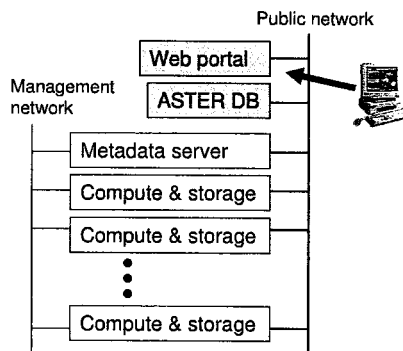 Public network
Web portal
Management
network
ASTER DB
Metadata server
Compute & storage
Compute & storage
Compute & storage